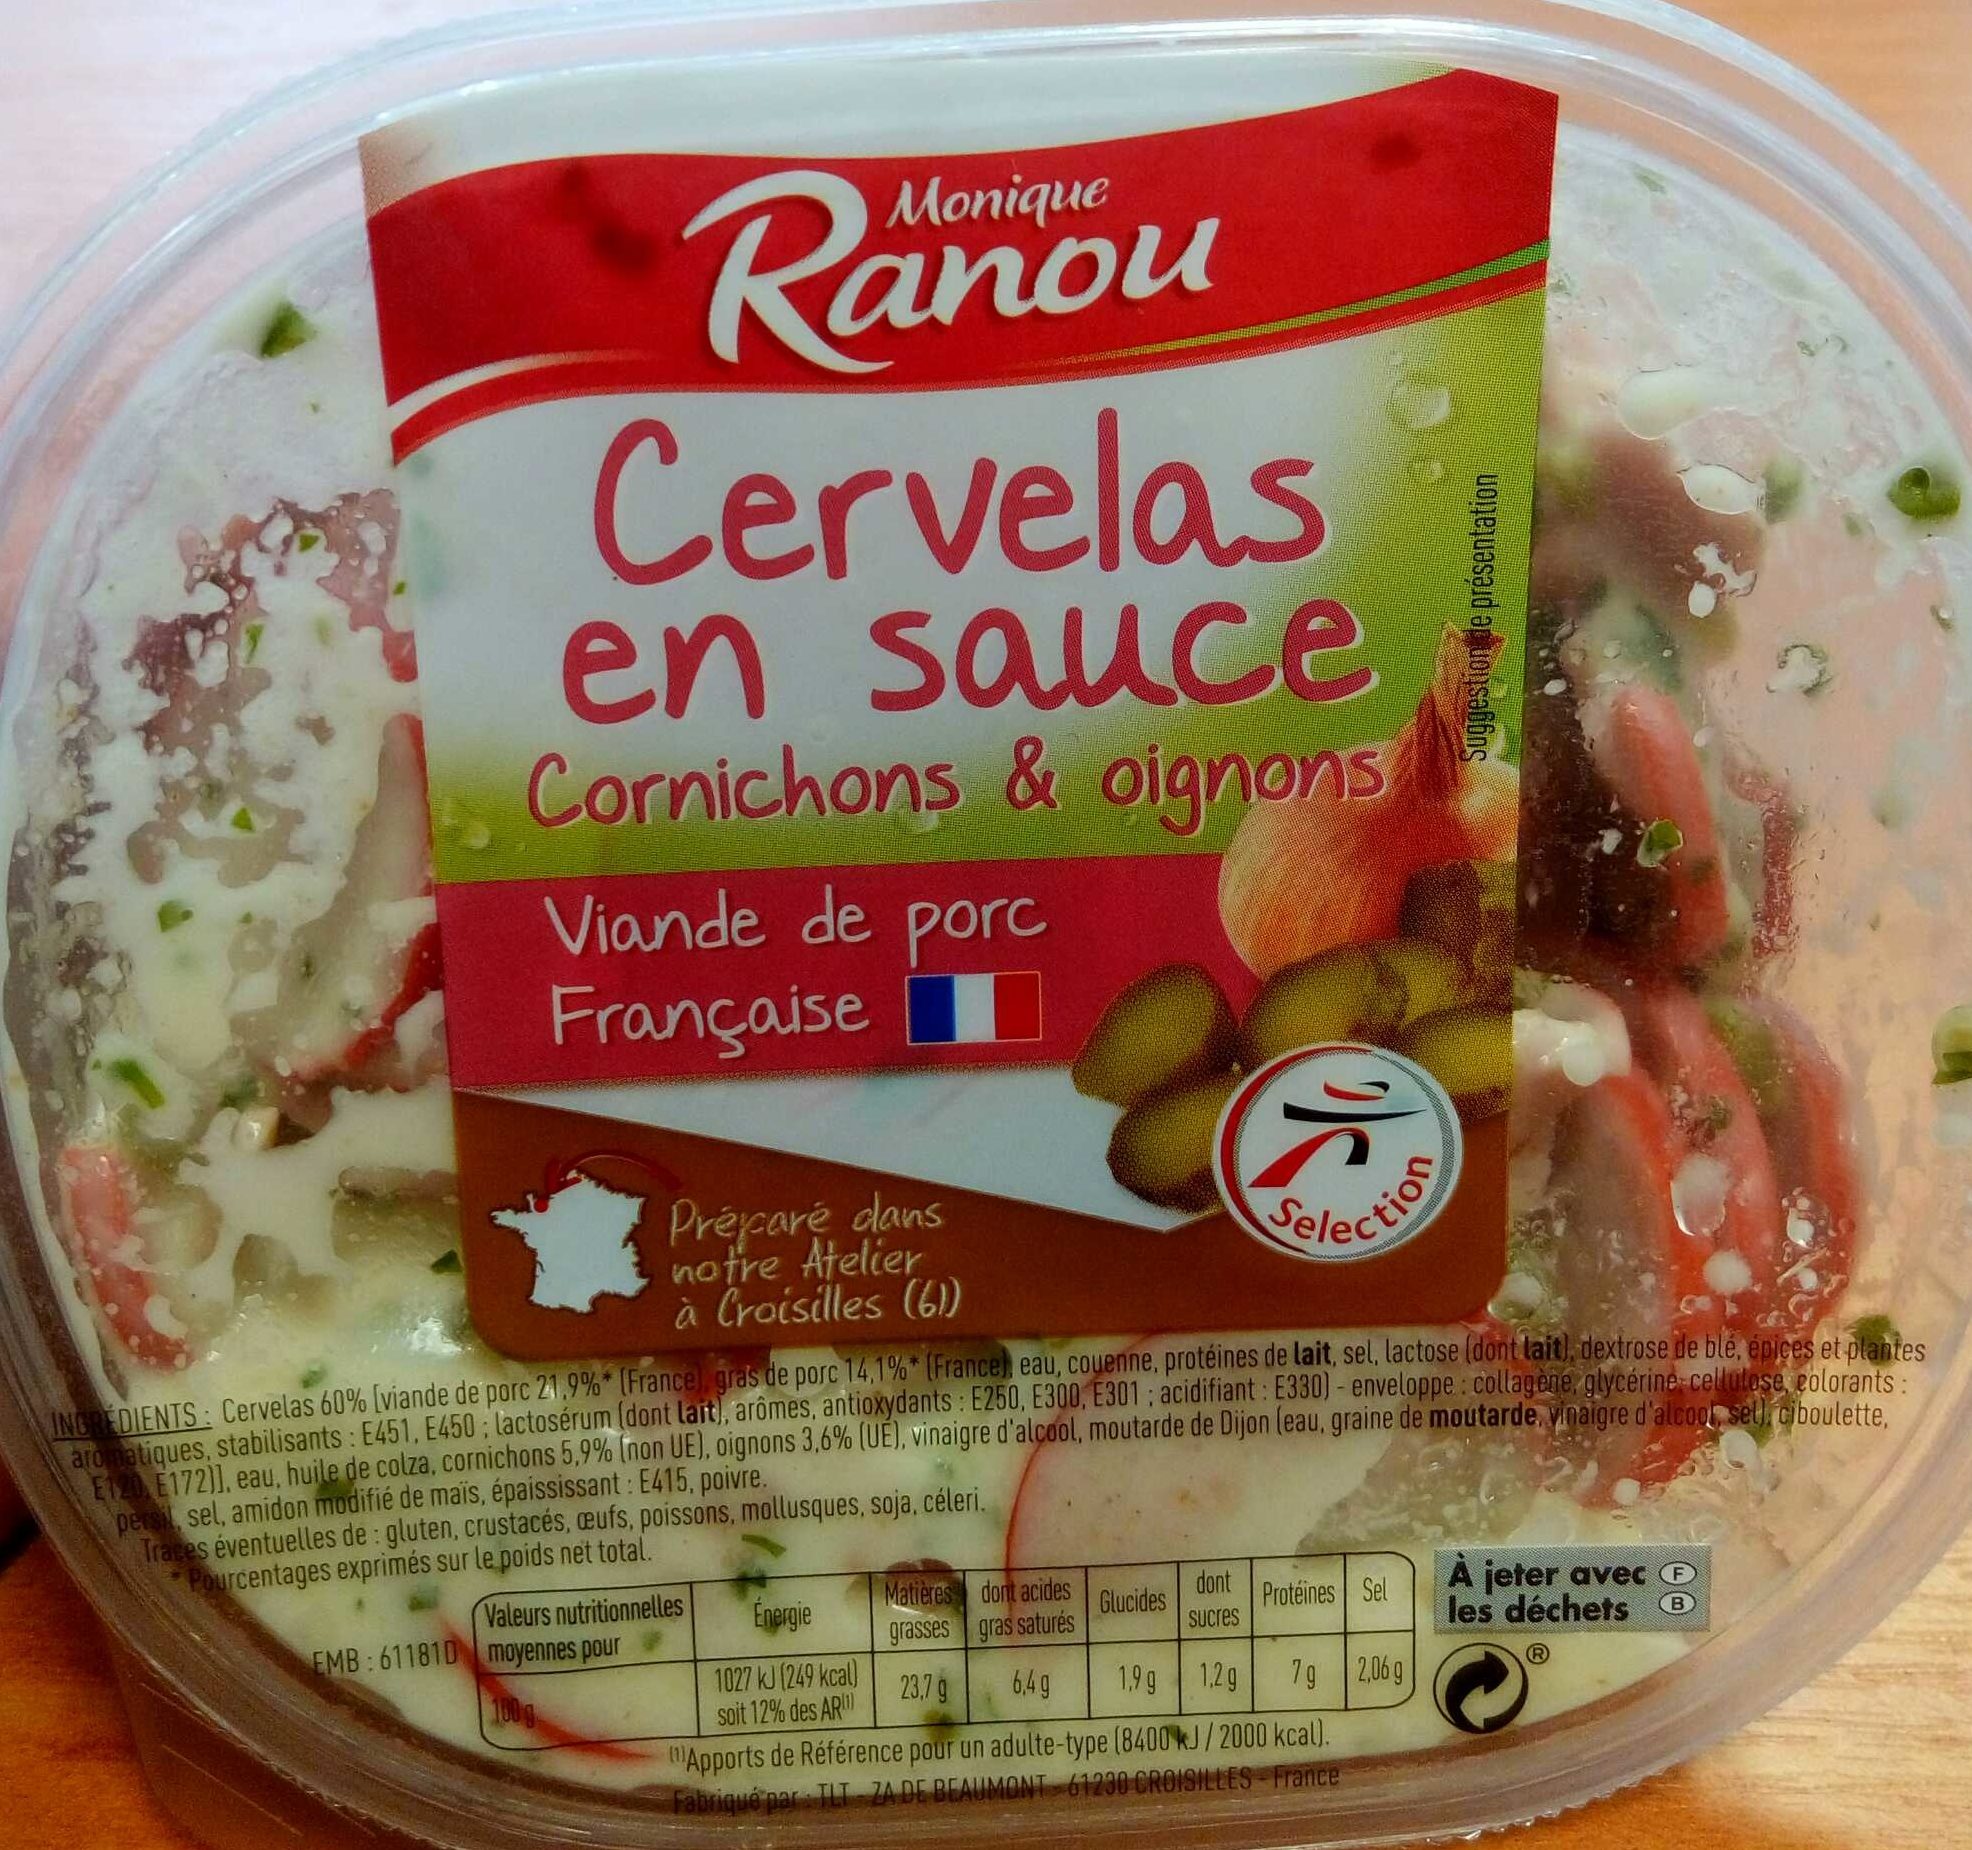 Monique
Ranou
Cervelas
en sauce
Cornichons & oignons
Suggestion de présentation
Viande de porc
Française
Selection
Préparé dans
notre Atelier
à Croisilles (61)
INGRÉDIENTS : Cervelas 60% [viande de porc 21,9%* (France), gras de porc 14,1%* (France), eau, couenne, protéines de lait, sel, lactose (dont lait), dextrose de blé, épices et plantes
aromatiques, stabilisants : E451, E450 ; lactosérum (dont lait), arômes, antioxydants : E250, E300, E301 ; acidifiant : E330) - enveloppe : collagène, glycérine, cellulose, colorants :
E120, E172)], eau, huile de colza, cornichons 5,9% (non UE), oignons 3,6% (UE), vinaigre d'alcool, moutarde de Dijon (eau, graine de moutarde, vinaigre d'alcool, sel), ciboulette,
persil, sel, amidon modifié de maïs, épaississant : E415, poivre.
Traces éventuelles de : gluten, crustacés, œufs, poissons, mollusques, soja, céleri.
* Pourcentages exprimés sur le poids net total.
EMB : 61181D
Valeurs nutritionnelles moyennes pour Énergie Matières grasses dont acides gras saturés Glucides dont sucres Protéines Sel
100 g 1027 kJ (249 kcal) soit 12% des AR(1) 23,7 g 6,4 g 1,9 g 1,2 g 7 g 2,06 g
(1)Apports de Référence pour un adulte-type (8400 kJ / 2000 kcal).
Fabriqué par : TLT - ZA DE BEAUMONT - 61230 CROISILLES - France
À jeter avec F
les déchets B
®